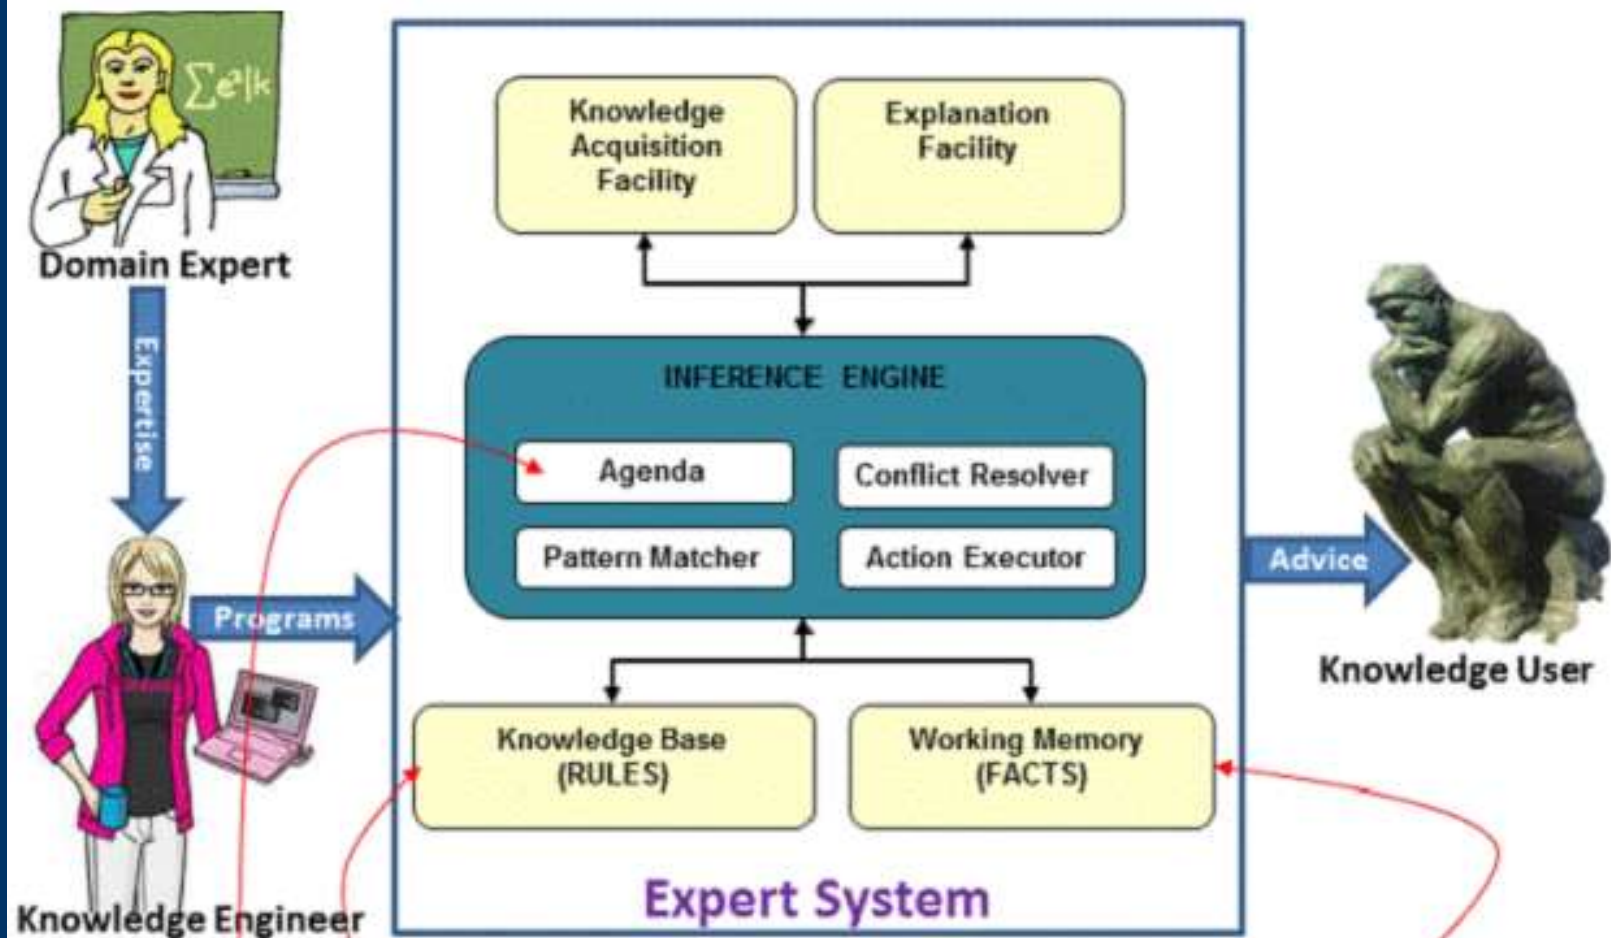 ∑e²|k
Domain Expert
Expertise
Knowledge Engineer
Programs
Knowledge
Acquisition
Facility
Explanation
Facility
INFERENCE ENGINE
Agenda
Conflict Resolver
Pattern Matcher
Action Executor
Knowledge Base
(RULES)
Working Memory
(FACTS)
Expert System
Advice
Knowledge User